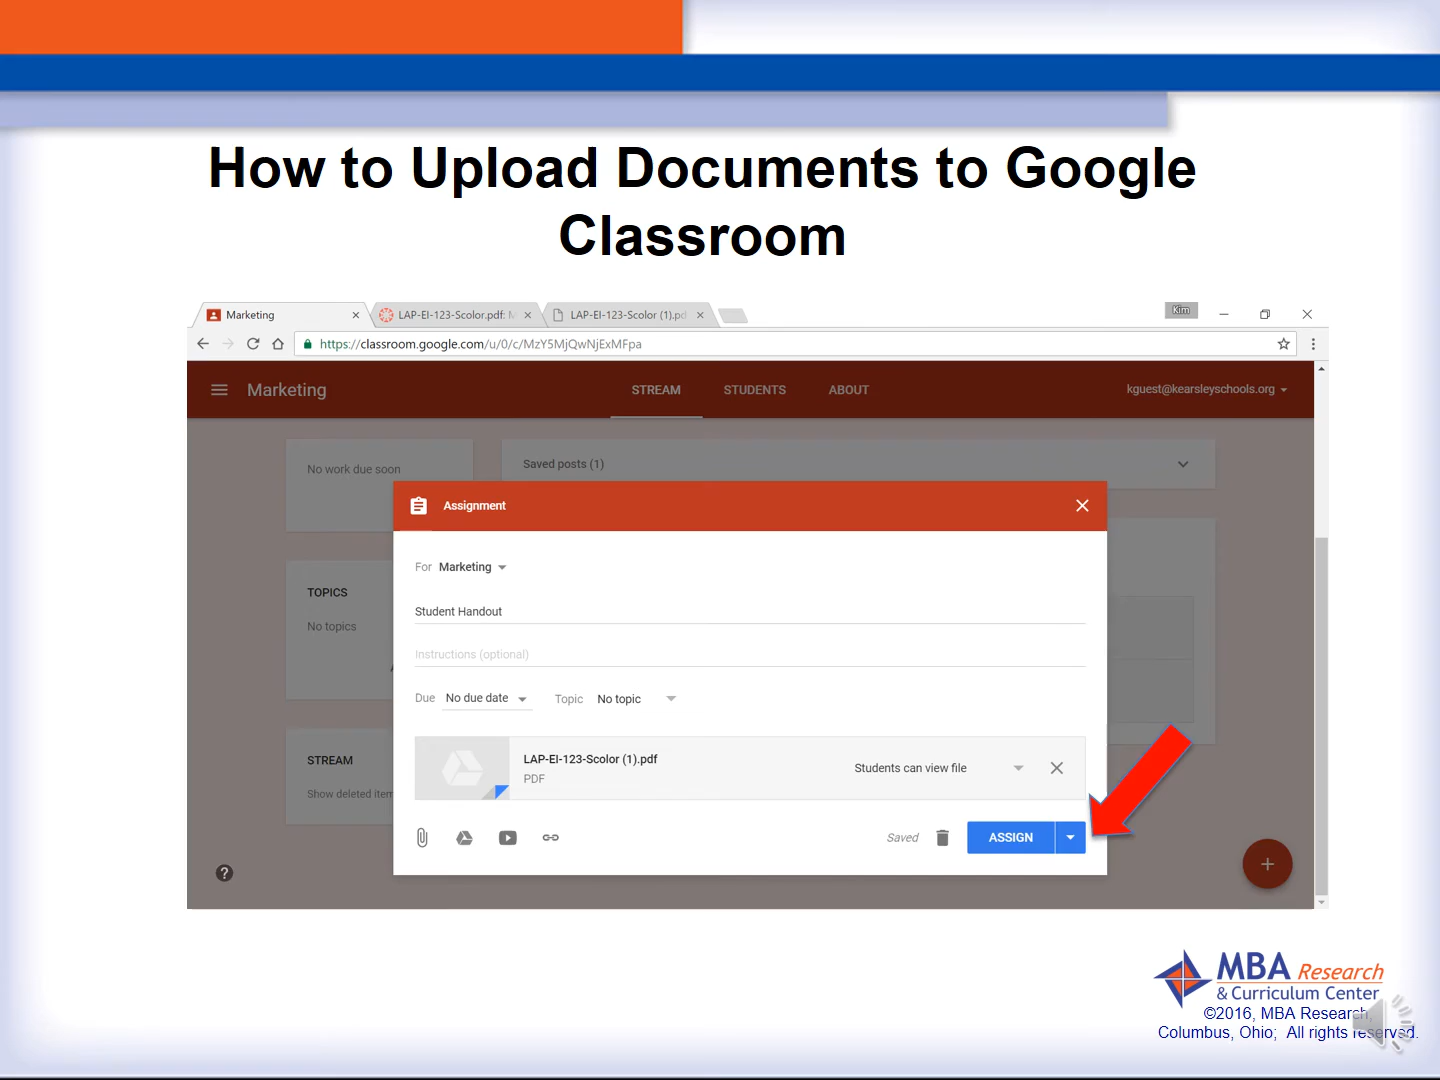 How to Upload Documents to Google
Classroom
Marketing
LAP-EI-123-Scolor.pdf:
LAP-EI-123-Scolor (1).pd
Kim
https://classroom.google.com/u/0/c/MzY5MjQwNjExMFpa
Marketing
STREAM
STUDENTS
ABOUT
kguest@kearsleyschools.org
No work due soon
Saved posts (1)
Assignment
For Marketing
TOPICS
Student Handout
No topics
Instructions (optional)
Due No due date Topic No topic
STREAM
LAP-EI-123-Scolor (1).pdf
Students can view file
PDF
Show deleted item
Saved
ASSIGN
?
MBA Research
& Curriculum Center
©2016, MBA Research,
Columbus, Ohio; All rights reserved.